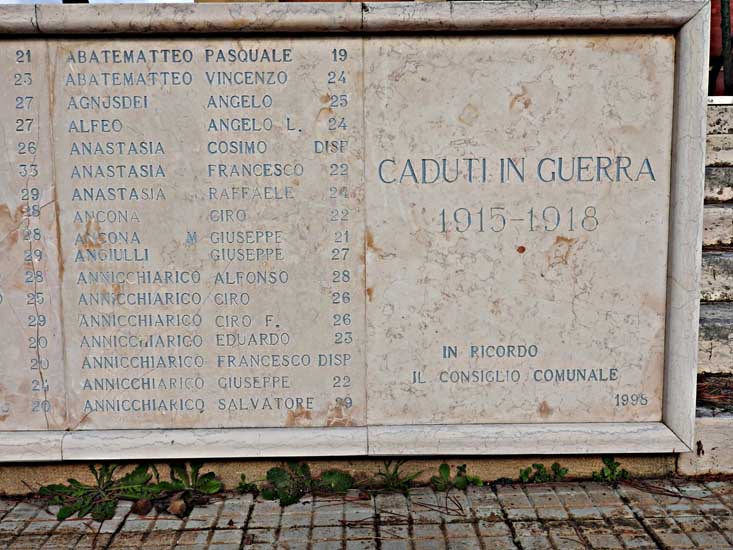 21
23
27
27
26
33
29
28
28
29
28
25
29
20
20
24
20
ABATEMATTEO PASQUALE 19
ABATEMATTEO VINCENZO 24
AGNJSDEI ANGELO 25
ALFEO ANGELO L. 24
ANASTASIA COSIMO DISP
ANASTASIA FRANCESCO 22
ANASTASIA RAFFAELE 24
ANCONA CIRO 22
ANCONA M GIUSEPPE 21
ANGIULLI GIUSEPPE 27
ANNICCHIARICO ALFONSO 28
ANNICCHIARICO CIRO 26
ANNICCHIARICO CIRO F. 26
ANNICCHIARICO EDUARDO 23
ANNICCHIARICO FRANCESCO DISP
ANNICCHIARICO GIUSEPPE 22
ANNICCHIARICO SALVATORE 29
CADUTI IN GUERRA
1915-1918
IN RICORDO
IL CONSIGLIO COMUNALE
1998